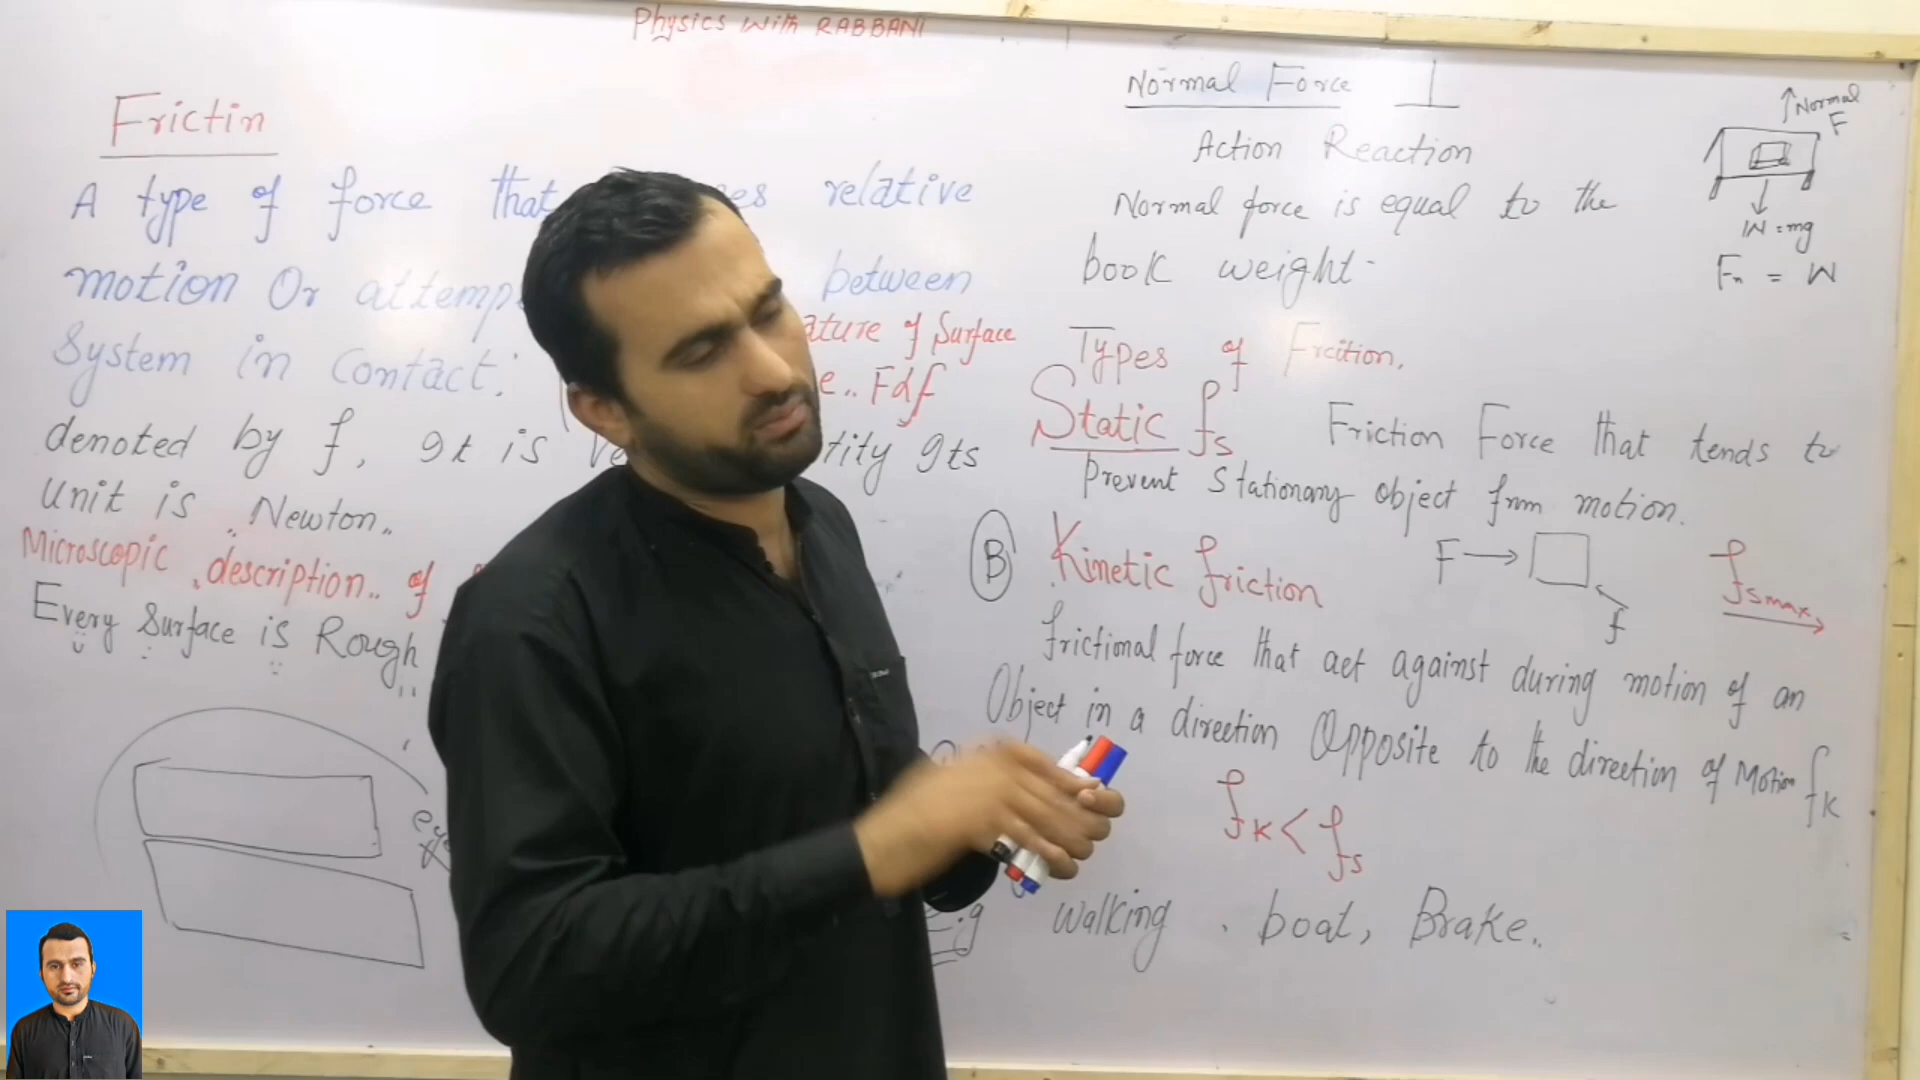 Physics with RABBANI
Frictin
A type of force that relative
motion Or attemp between
System in Contact.
ature of Surface
F α f
denoted by f, It is Ve tity Its
Unit is Newton..
Microscopic description.. of
Every Surface is Rough
Normal Force ⊥
Action Reaction
Normal force is equal to the
book weight.
Normal
F
W = mg
Fn = W
Types of Frcition.
Static fs Friction Force that tends to
Prevent Stationary Object from motion.
B Kinetic friction
F
f
fsmax
frictional force that act against during motion of an
Object in a direction Opposite to the direction of Motion fK
fK < fs
e.g walking . boat, Brake..